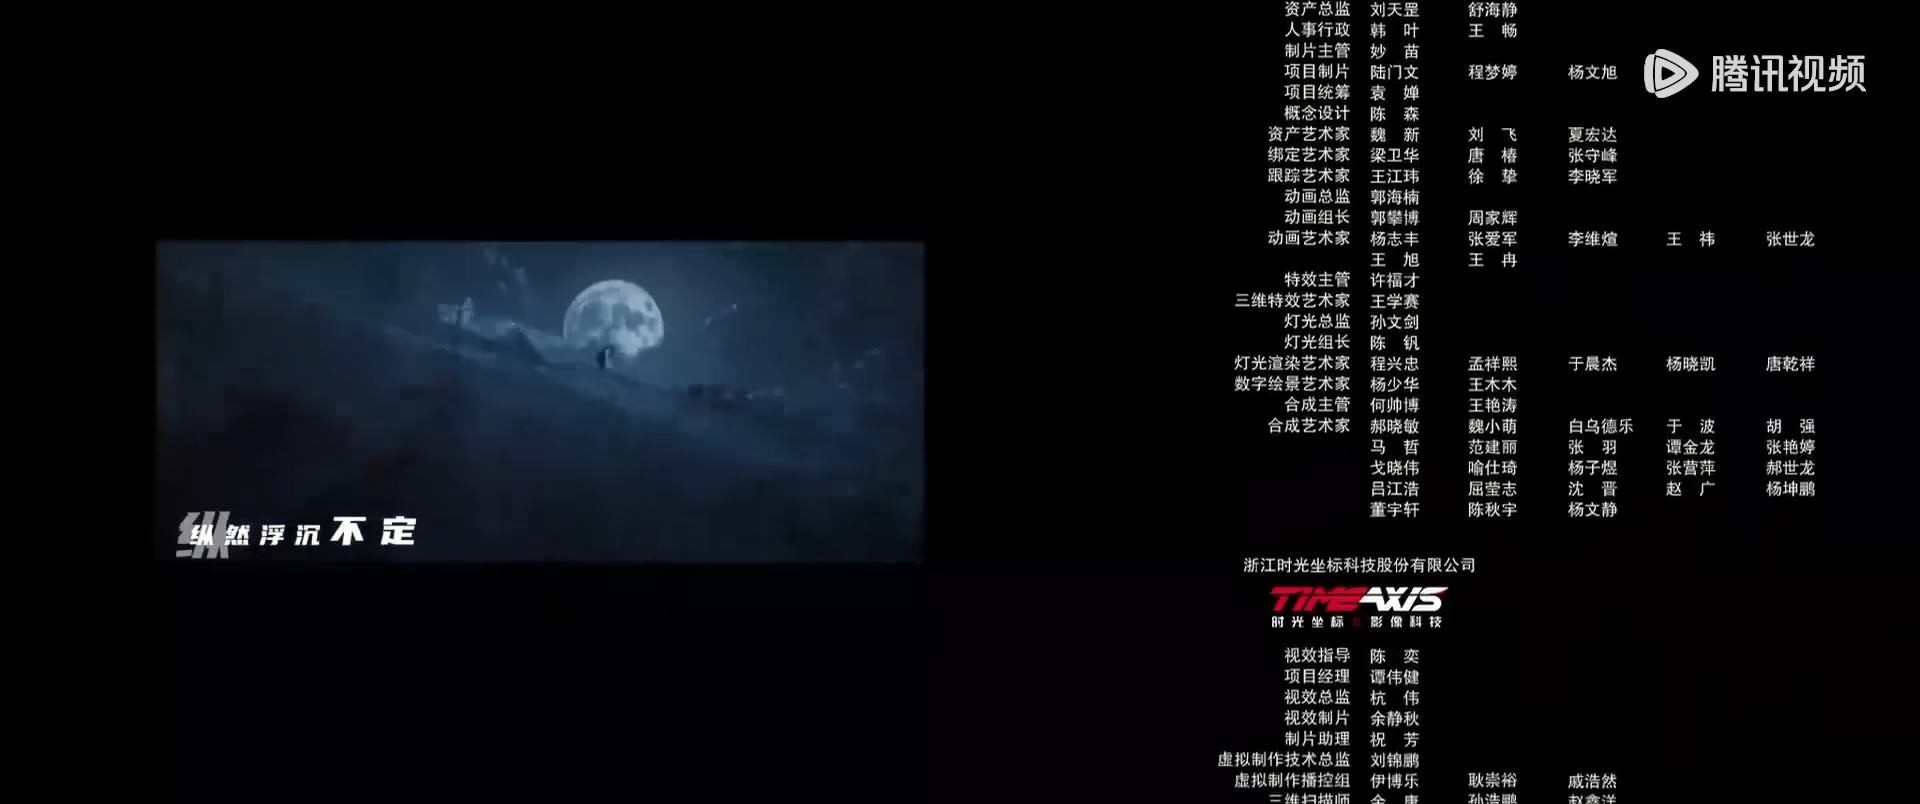 资产总监 刘天罡 舒海静
人事行政 韩 叶 王 畅
制片主管 妙 苗
项目制片 陆门文 程梦婷 杨文旭
腾讯视频
项目统筹 袁 婵
概念设计 陈 森
资产艺术家 魏 新 刘 飞 夏宏达
绑定艺术家 梁卫华 唐 椿 张守峰
跟踪艺术家 王江玮 徐 挚 李晓军
动画总监 郭海楠
动画组长 郭攀博 周家辉
动画艺术家 杨志丰 张爱军 李维煊 王 祎 张世龙
王 旭 王 冉
特效主管 许福才
三维特效艺术家 王学赛
灯光总监 孙文剑
灯光组长 陈 钒
灯光渲染艺术家 程兴忠 孟祥熙 于晨杰 杨晓凯 唐乾祥
数字绘景艺术家 杨少华 王木木
合成主管 何帅博 王艳涛
合成艺术家 郝晓敏 魏小萌 白乌德乐 于 波 胡 强
马 哲 范建丽 张 羽 谭金龙 张艳婷
戈晓伟 喻仕琦 杨子煜 张营萍 郝世龙
吕江浩 屈莹志 沈 晋 赵 广 杨坤鹏
董宇轩 陈秋宇 杨文静
纵然浮沉不定
浙江时光坐标科技股份有限公司
TIMEAXIS
时光坐标 影像科技
视效指导 陈 奕
项目经理 谭伟健
视效总监 杭 伟
视效制片 余静秋
制片助理 祝 芳
虚拟制作技术总监 刘锦鹏
虚拟制作播控组 伊博乐 耿崇裕 戚浩然
三维扫描师